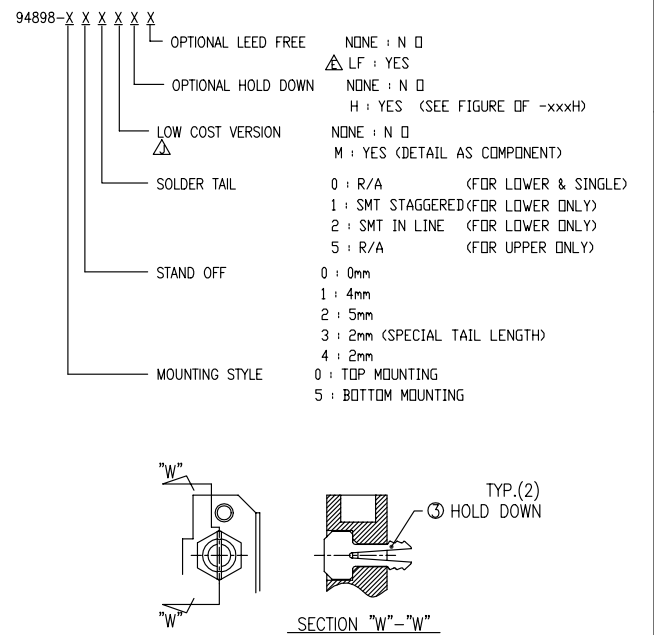 94898-X X X X X X
OPTIONAL LEED FREE NONE : N O
E LF : YES
OPTIONAL HOLD DOWN NONE : N O
H : YES (SEE FIGURE OF -xxxH)
LOW COST VERSION NONE : N O
J M : YES (DETAIL AS COMPONENT)
SOLDER TAIL 0 : R/A (FOR LOWER & SINGLE)
1 : SMT STAGGERED(FOR LOWER ONLY)
2 : SMT IN LINE (FOR LOWER ONLY)
5 : R/A (FOR UPPER ONLY)
STAND OFF 0 : 0mm
1 : 4mm
2 : 5mm
3 : 2mm (SPECIAL TAIL LENGTH)
4 : 2mm
MOUNTING STYLE 0 : TOP MOUNTING
5 : BOTTOM MOUNTING
"W"
TYP.(2)
③ HOLD DOWN
"W"
SECTION "W"-"W"